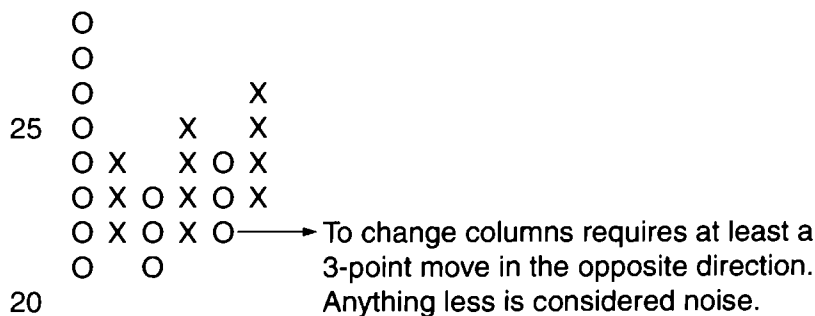 O
O
O X
25 O X X
O X X O X
O X O X O X
O X O X O To change columns requires at least a
O O 3-point move in the opposite direction.
20 Anything less is considered noise.